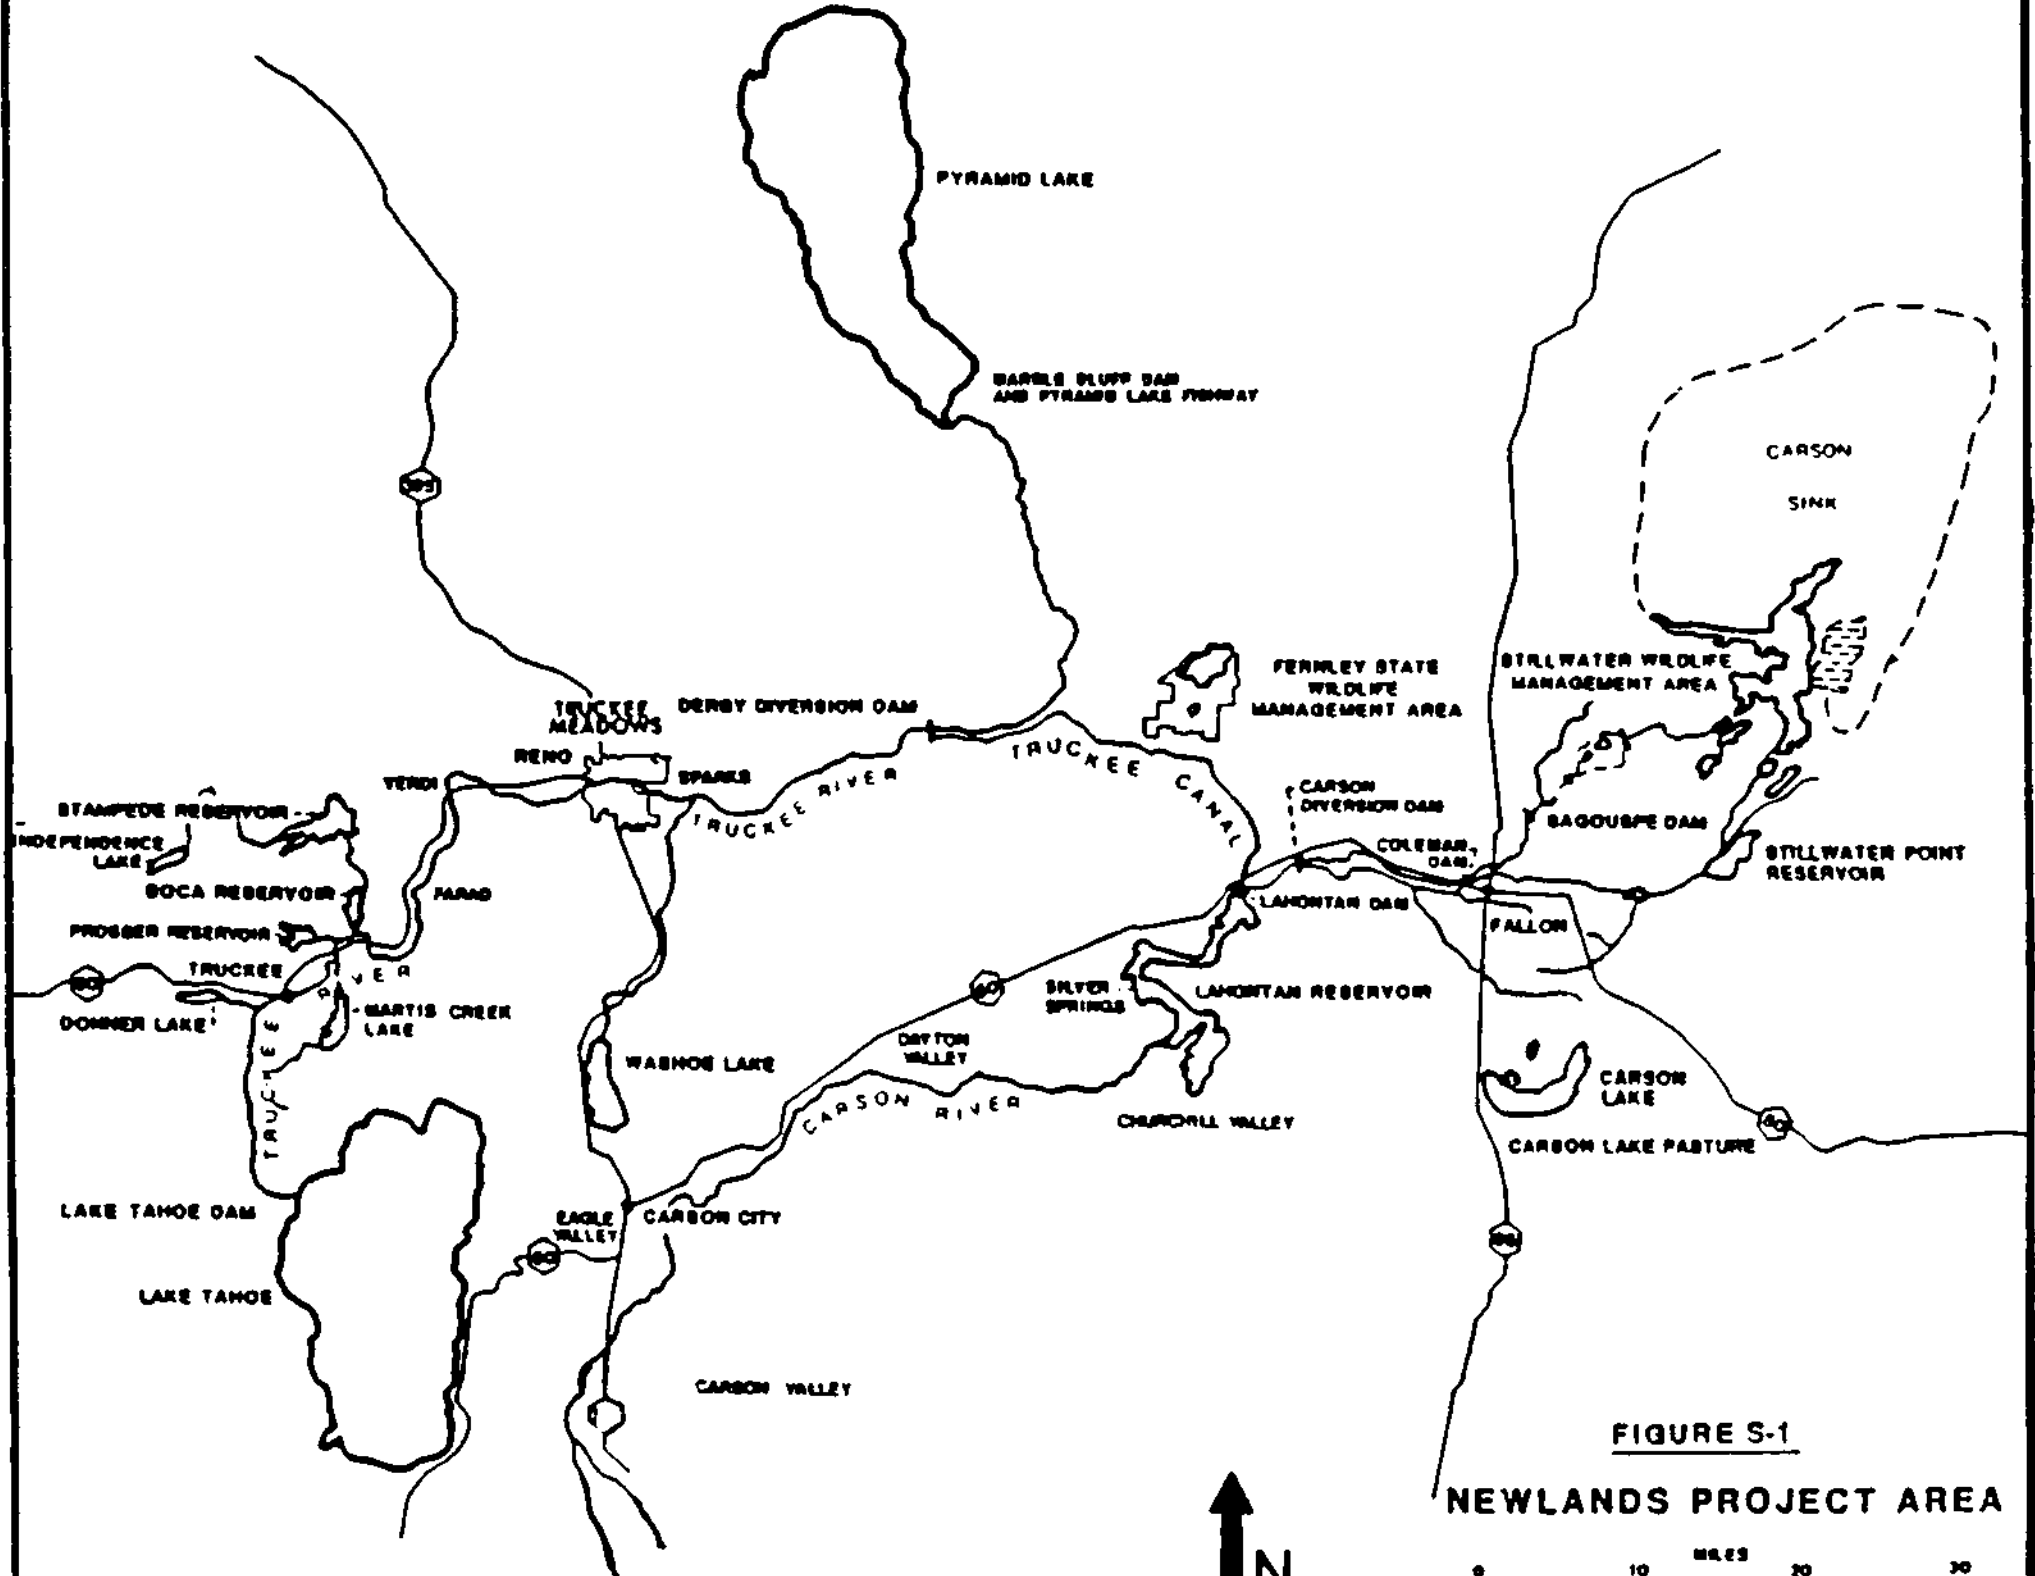 PYRAMID LAKE
MARBLE BLUFF DAM
AND PYRAMID LAKE FISHWAY
CARSON
SINK
FERNLEY STATE
WILDLIFE
MANAGEMENT AREA
STILLWATER WILDLIFE
MANAGEMENT AREA
TRUCKEE
MEADOWS
DERBY DIVERSION DAM
RENO
SPARKS
VERDI
TRUCKEE RIVER
TRUCKEE CANAL
CARSON
DIVERSION DAM
COLEMAN
DAM
SAGOUSPE DAM
STILLWATER POINT
RESERVOIR
STAMPEDE RESERVOIR
INDEPENDENCE
LAKE
BOCA RESERVOIR
FARAD
PROSSER RESERVOIR
TRUCKEE
DONNER LAKE
MARTIS CREEK
LAKE
TRUCKEE RIVER
LAHONTAN DAM
FALLON
80
50
SILVER
SPRINGS
LAHONTAN RESERVOIR
WASHOE LAKE
DAYTON
VALLEY
CARSON RIVER
CHURCHILL VALLEY
CARSON
LAKE
CARSON LAKE PASTURE
50
LAKE TAHOE DAM
EAGLE
VALLEY
CARSON CITY
50
LAKE TAHOE
CARSON VALLEY
FIGURE S-1
NEWLANDS PROJECT AREA
N
MILES
0 10 20 30